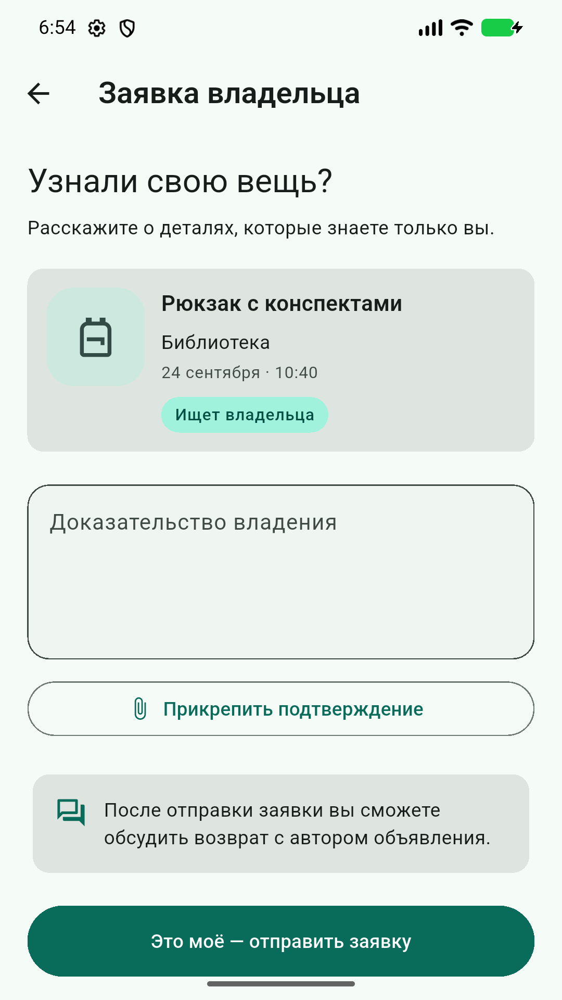 6:54
Заявка владельца
Узнали свою вещь?
Расскажите о деталях, которые знаете только вы.
Рюкзак с конспектами
Библиотека
24 сентября · 10:40
Ищет владельца
Доказательство владения
Прикрепить подтверждение
После отправки заявки вы сможете
обсудить возврат с автором объявления.
Это моё — отправить заявку